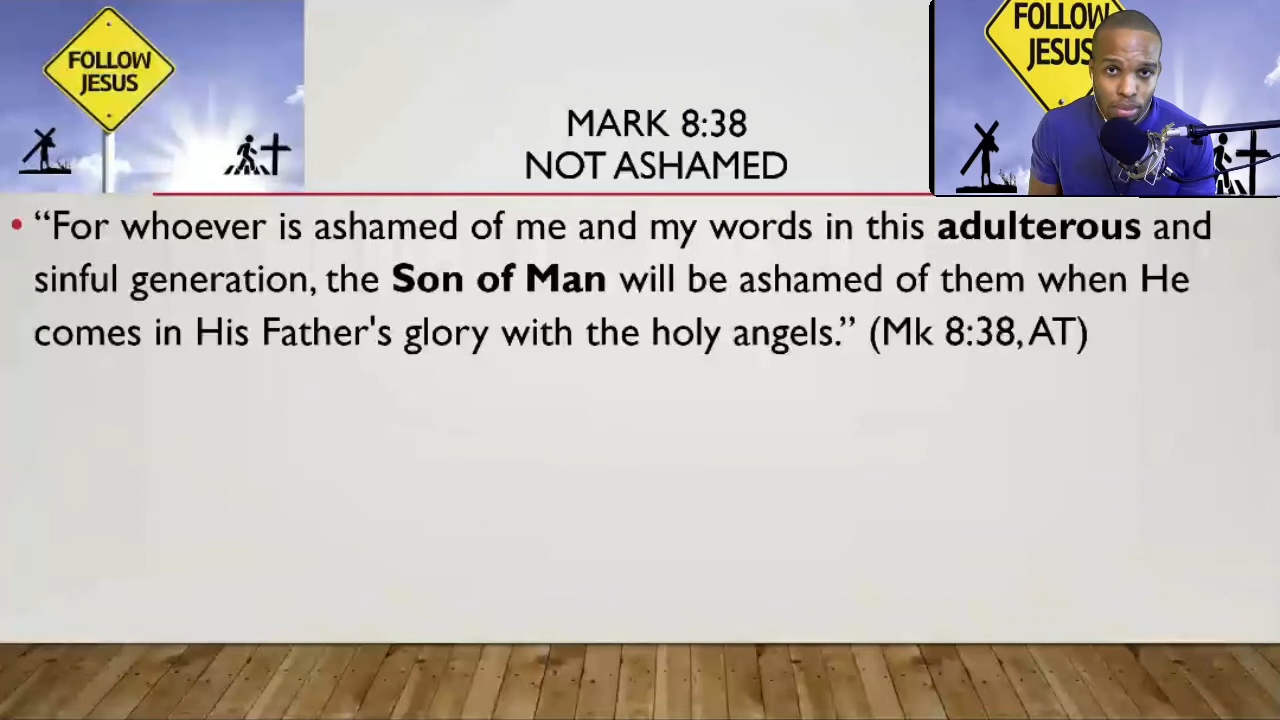 FOLLOW
JESUS
MARK 8:38
NOT ASHAMED
FOLLOW
JESUS
• “For whoever is ashamed of me and my words in this adulterous and
sinful generation, the Son of Man will be ashamed of them when He
comes in His Father's glory with the holy angels.” (Mk 8:38, AT)